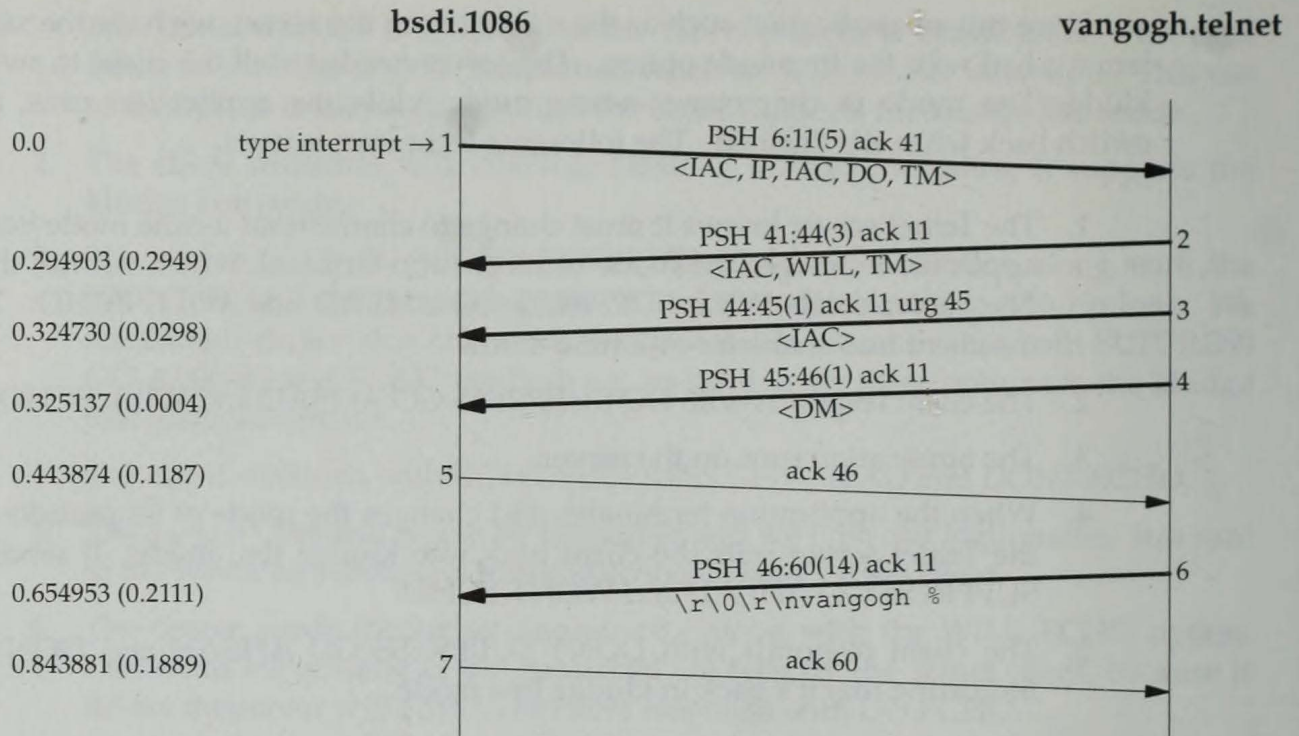 bsdi.1086 vangogh.telnet
0.0 type interrupt → 1 PSH 6:11(5) ack 41
<IAC, IP, IAC, DO, TM>
PSH 41:44(3) ack 11 2
0.294903 (0.2949) <IAC, WILL, TM>
PSH 44:45(1) ack 11 urg 45 3
0.324730 (0.0298) <IAC>
PSH 45:46(1) ack 11 4
0.325137 (0.0004) <DM>
0.443874 (0.1187) 5 ack 46
PSH 46:60(14) ack 11 6
0.654953 (0.2111) \r\0\r\nvangogh %
0.843881 (0.1889) 7 ack 60